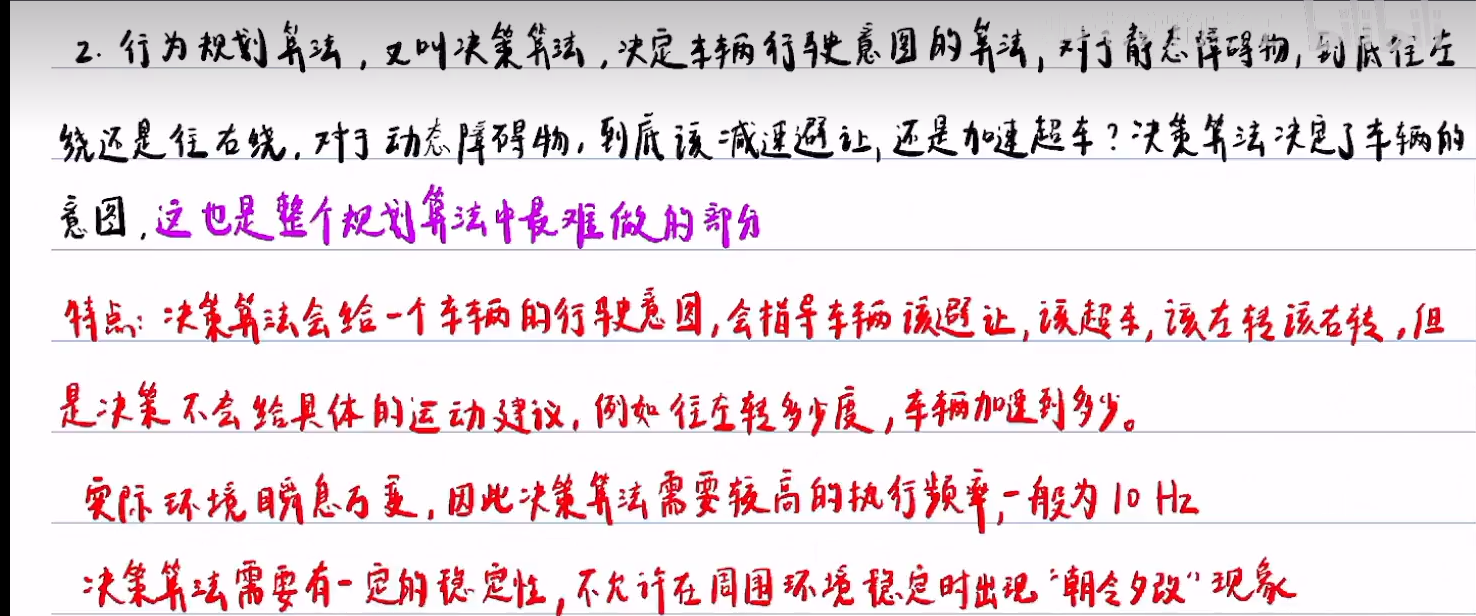 2. 行为规划算法，又叫决策算法，决定车辆行驶意图的算法，对于静态障碍物，到底往左
绕还是往右绕，对于动态障碍物，到底该减速避让，还是加速超车？决策算法决定了车辆的
意图，这也是整个规划算法中最难做的部分
特点：决策算法会给一个车辆的行驶意图，会指导车辆该避让，该超车，该左转该右转，但
是决策不会给具体的运动建议，例如往左转多少度，车辆加速到多少。
实际环境瞬息万变，因此决策算法需要较高的执行频率，一般为10 Hz
决策算法需要有一定的稳定性，不允许在周围环境稳定时出现“朝令夕改”现象